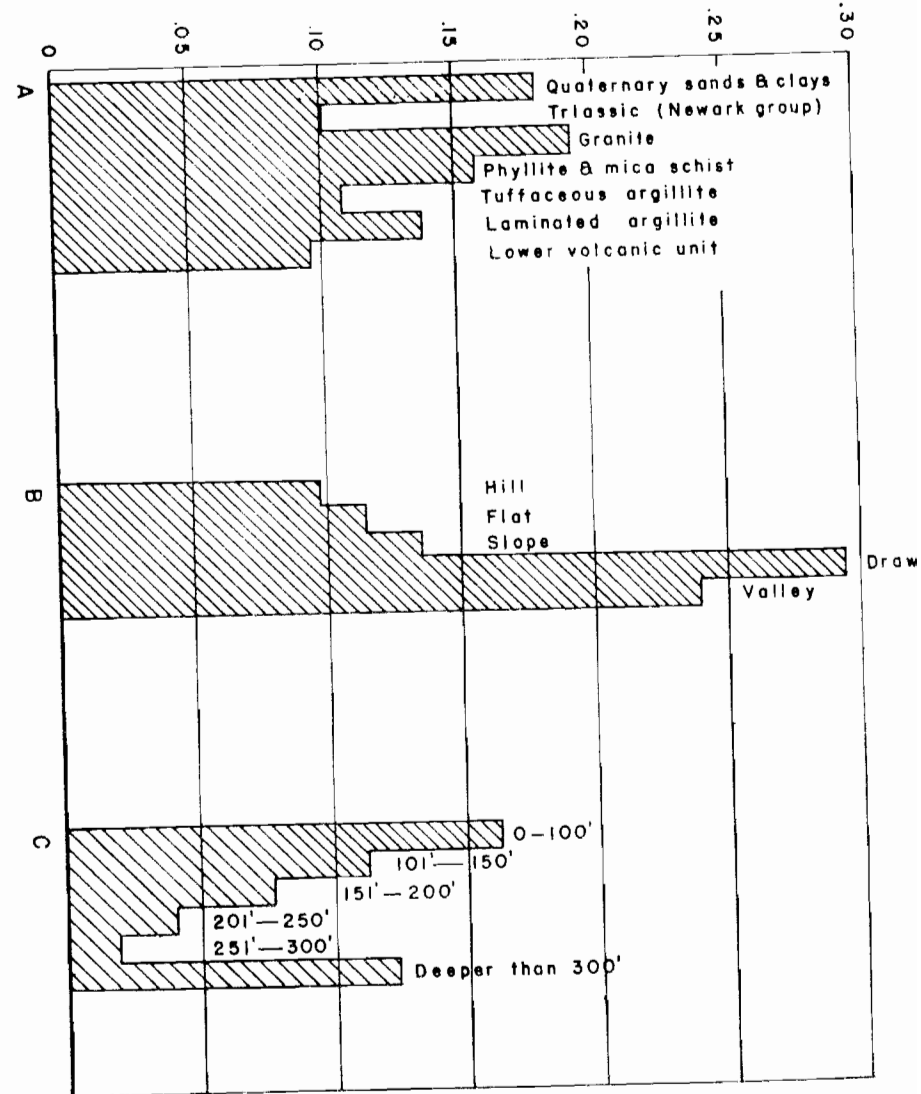 0
.05
.10
.15
.20
.25
.30
A
Quaternary sands & clays
Triassic (Newark group)
Granite
Phyllite & mica schist
Tuffaceous argillite
Laminated argillite
Lower volcanic unit
B
Hill
Flat
Slope
Draw
Valley
C
0-100'
101'-150'
151'-200'
201'-250'
251'-300'
Deeper than 300'